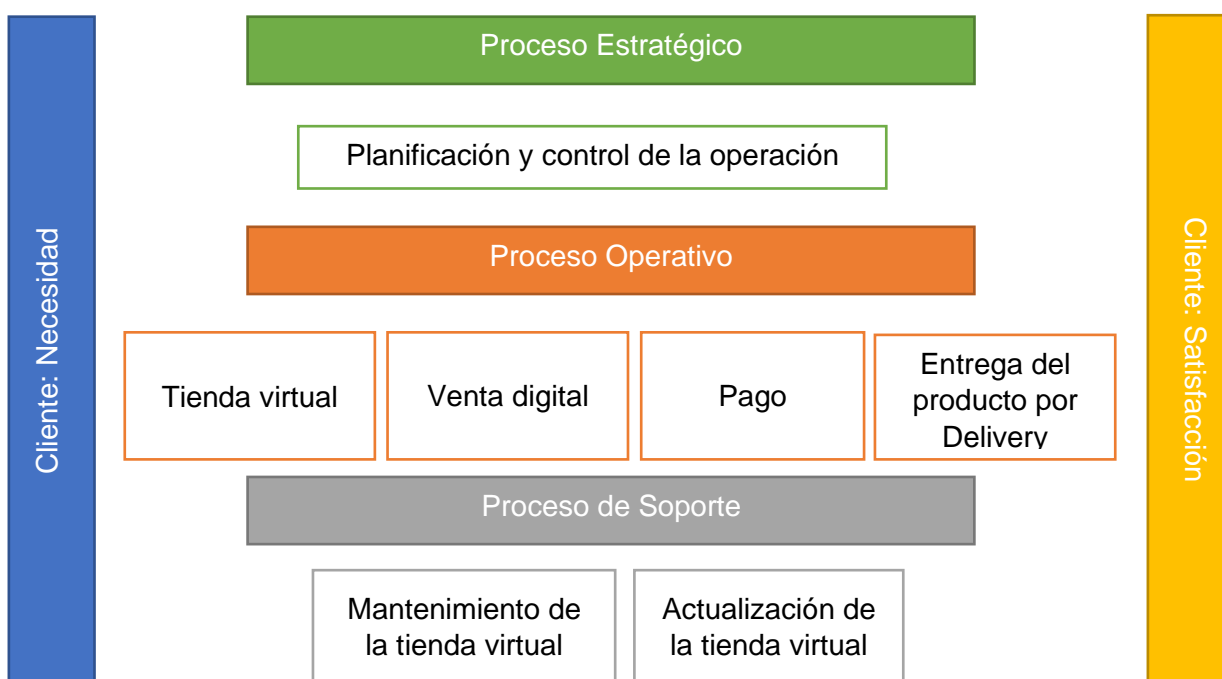 Cliente: Necesidad
Proceso Estratégico
Planificación y control de la operación
Proceso Operativo
Tienda virtual
Venta digital
Pago
Entrega del
producto por
Delivery
Proceso de Soporte
Mantenimiento de
la tienda virtual
Actualización de
la tienda virtual
Cliente: Satisfacción